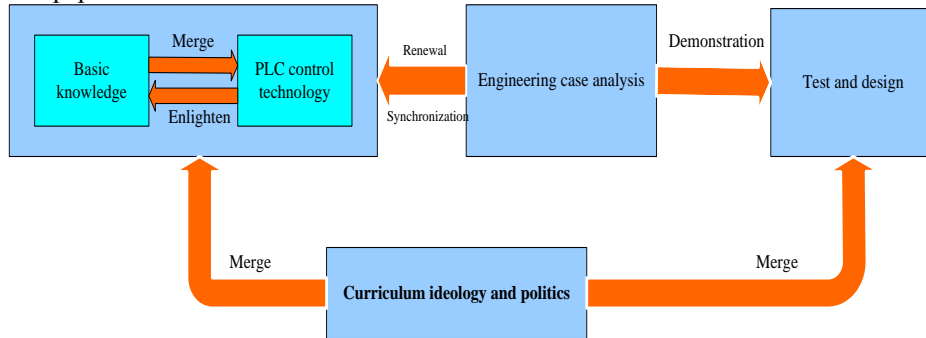 Merge
Basic
knowledge
PLC control
technology
Enlighten
Renewal
Synchronization
Engineering case analysis
Demonstration
Test and design
Merge
Curriculum ideology and politics
Merge